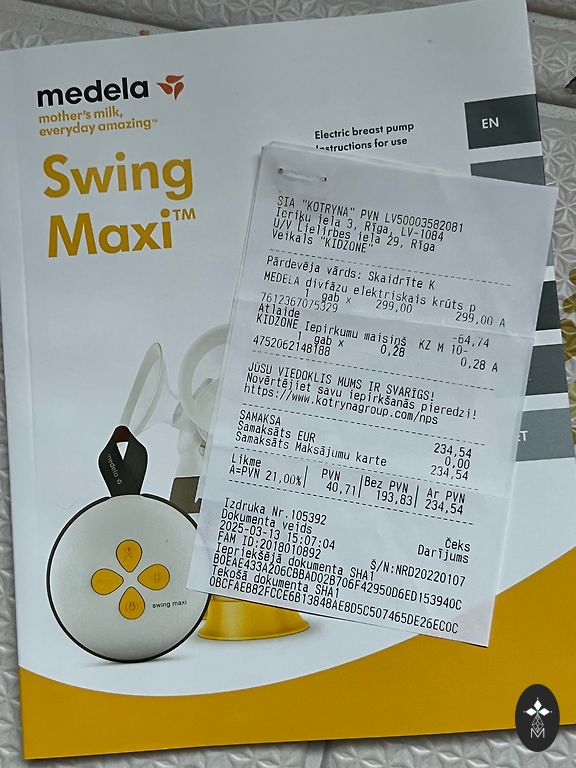 medela
mother's milk,
everyday amazing™
Swing
Maxi™
Electric breast pump
Instructions for use
EN
SIA "KOTRYNA" PVN LV50003582081
Ieriķu iela 3, Rīga, LV-1084
U/V Lielirbes iela 29, Rīga
Veikals "KIDZONE"
Pārdevēja vārds: Skaidrīte K
MEDELA divfāzu elektriskais krūts p
1 gab x 299,00 299,00 A
7612367075329
Atlaide -64,74
KIDZONE Iepirkumu maisiņš KZ M 10-
1 gab x 0,28 0,28 A
4752062148188
JŪSU VIEDOKLIS MUMS IR SVARĪGS!
Novērtējiet savu iepirkšanās pieredzi!
https://www.kotrynagroup.com/nps
SAMAKSA 234,54
Samaksāts EUR 0,00
Samaksāts Maksājumu karte 234,54
Likme | PVN |Bez PVN | Ar PVN
A=PVN 21,00%| 40,71| 193,83| 234,54
Izdruka Nr.105392 Čeks
Dokumenta veids Darījums
2025-03-13 15:07:04
FAM ID:2018010892 S/N:NRD20220107
Iepriekšējā dokumenta SHA1
B0EAE433A206CBBAD02B706F42950D6ED153940C
Tekošā dokumenta SHA1
0BCFAEB82FCCE6B13848AE8D5C507465DE26EC0C
medela
swing maxi
ET
M